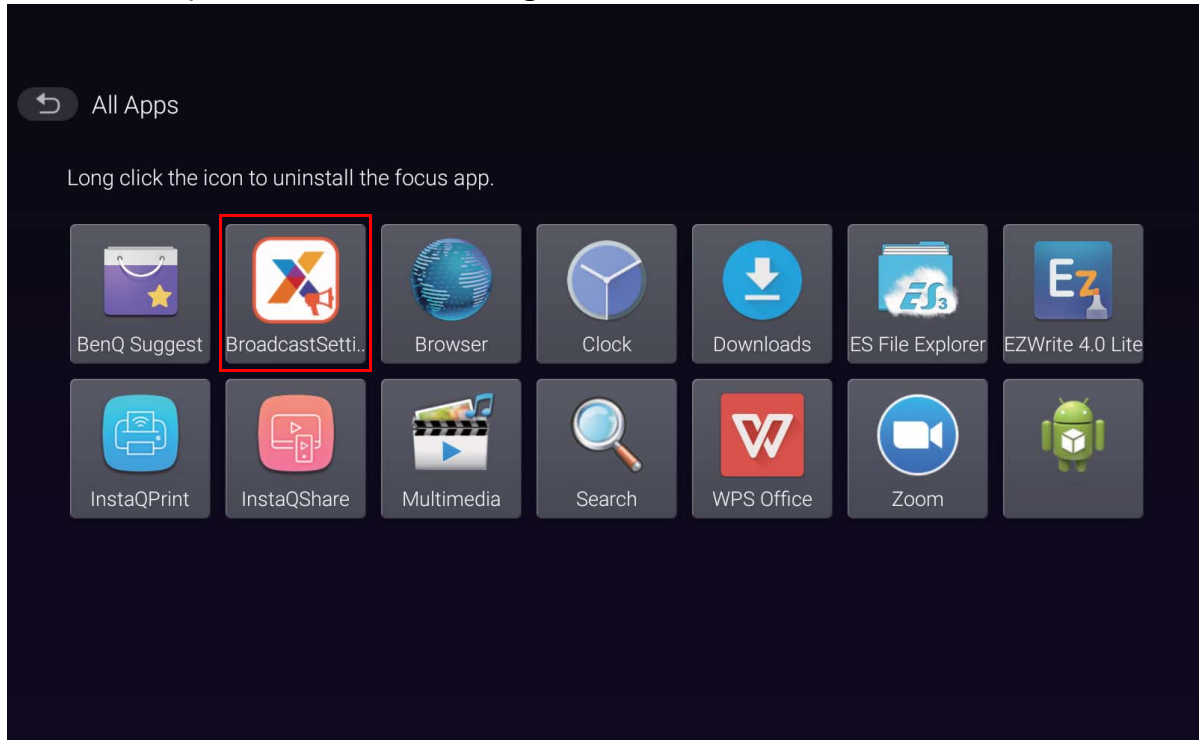 All Apps
Long click the icon to uninstall the focus app.
BenQ Suggest BroadcastSetti.. Browser Clock Downloads ES File Explorer EZWrite 4.0 Lite
InstaQPrint InstaQShare Multimedia Search WPS Office Zoom